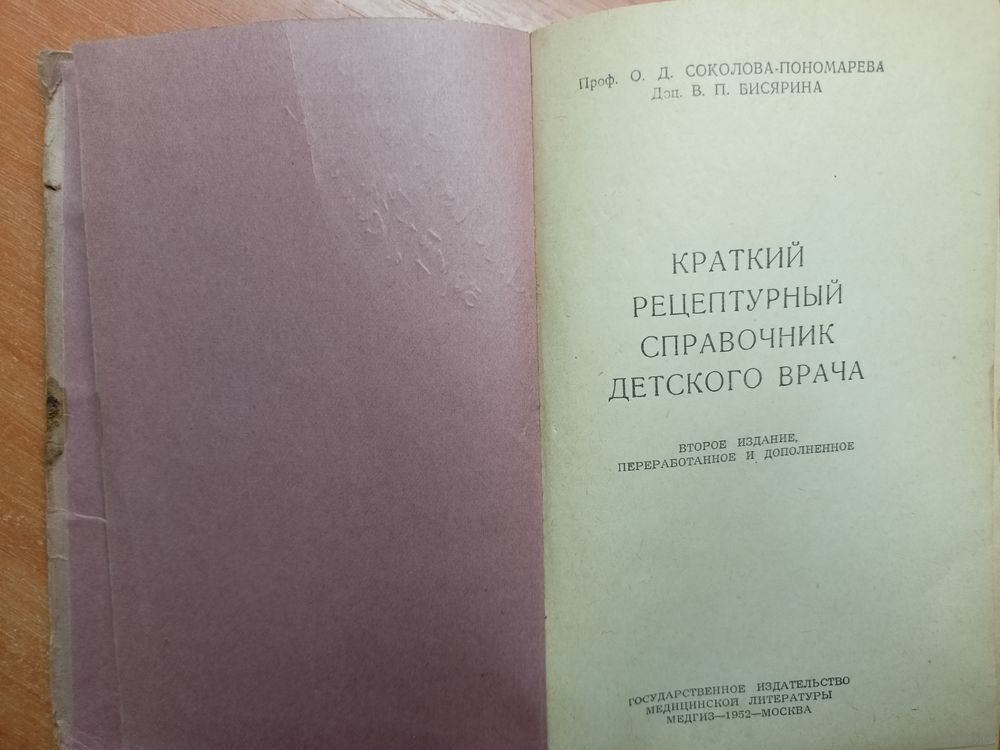 Проф. О. Д. СОКОЛОВА-ПОНОМАРЕВА
Доц. В. П. БИСЯРИНА
КРАТКИЙ
РЕЦЕПТУРНЫЙ
СПРАВОЧНИК
ДЕТСКОГО ВРАЧА
ВТОРОЕ ИЗДАНИЕ,
ПЕРЕРАБОТАННОЕ И ДОПОЛНЕННОЕ
ГОСУДАРСТВЕННОЕ ИЗДАТЕЛЬСТВО
МЕДИЦИНСКОЙ ЛИТЕРАТУРЫ
МЕДГИЗ—1952—МОСКВА